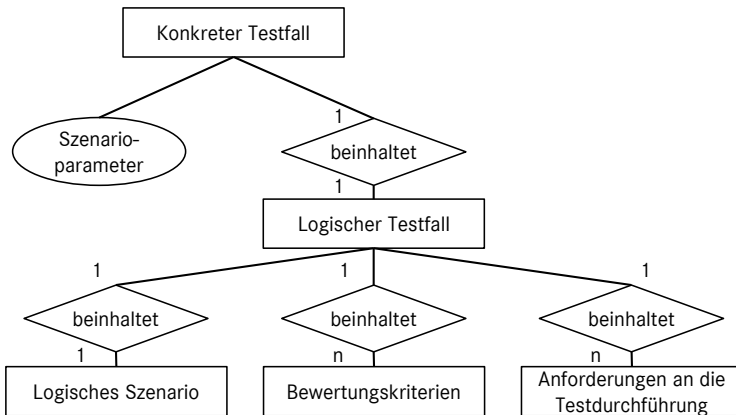 Konkreter Testfall
Szenario-
parameter
1
beinhaltet
1
Logischer Testfall
1
1
1
beinhaltet
beinhaltet
beinhaltet
1
n
n
Logisches Szenario
Bewertungskriterien
Anforderungen an die
Testdurchführung